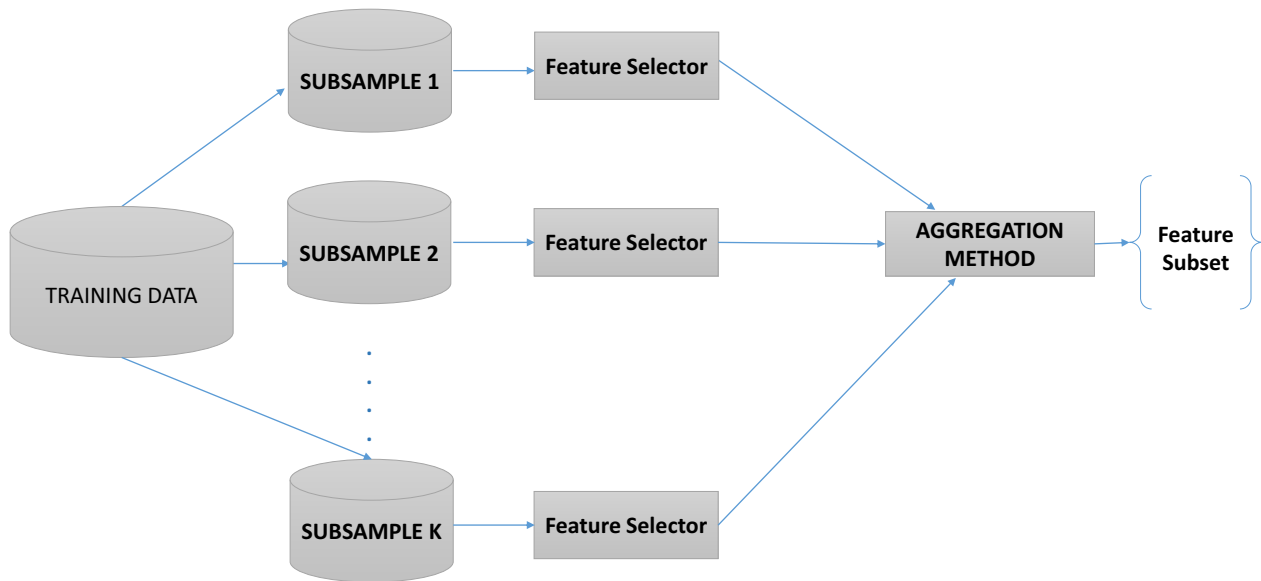 SUBSAMPLE 1
Feature Selector
TRAINING DATA
SUBSAMPLE 2
Feature Selector
AGGREGATION
METHOD
Feature
Subset
SUBSAMPLE K
Feature Selector